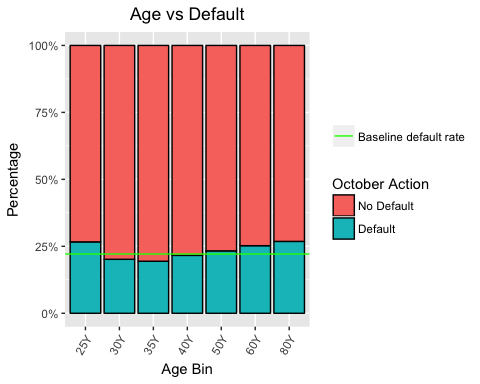 Age vs Default
100%
75%
50%
25%
0%
Percentage
25Y
30Y
35Y
40Y
50Y
60Y
80Y
Age Bin
Baseline default rate
October Action
No Default
Default